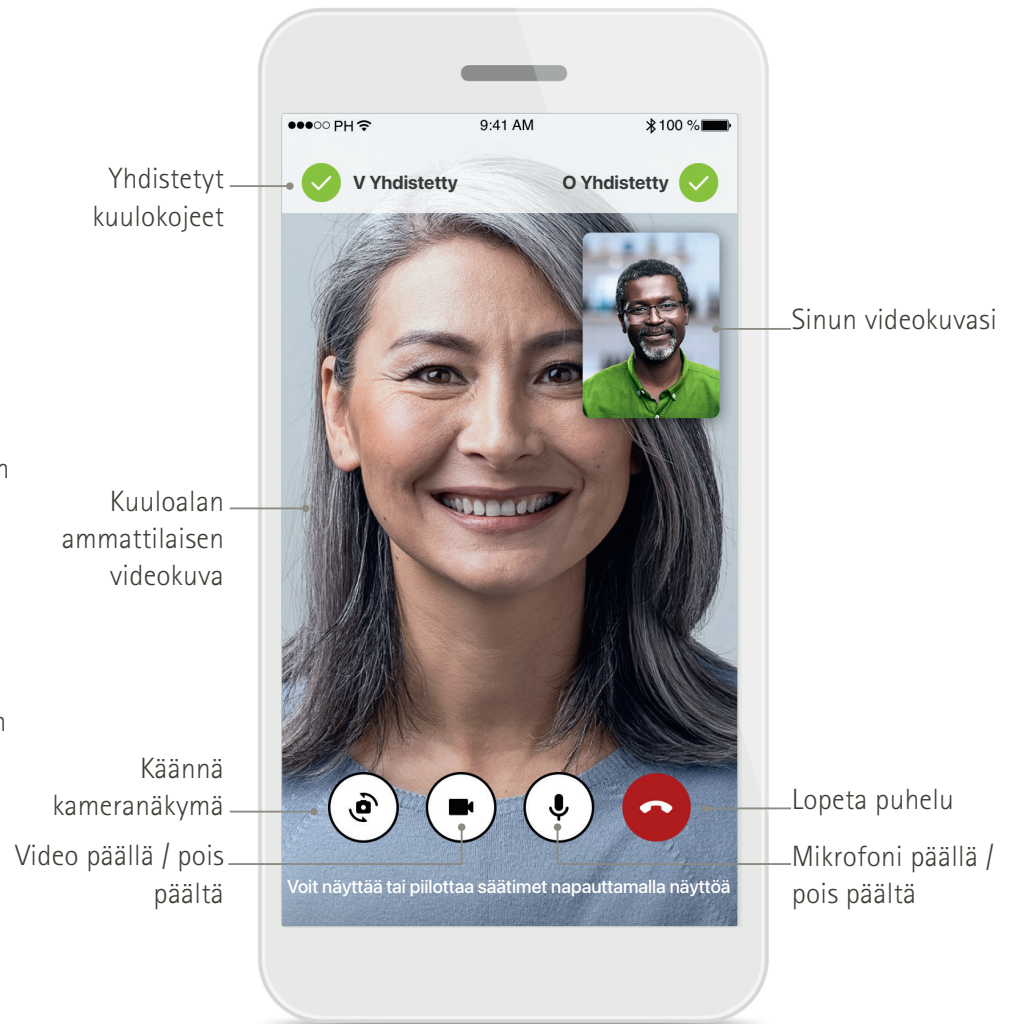 PH 9:41 AM 100 %
V Yhdistetty O Yhdistetty
Yhdistetyt
kuulokojeet
Sinun videokuvasi
n
Kuuloalan
ammattilaisen
videokuva
n
Käännä
kameranäkymä
Lopeta puhelu
Video päällä / pois
päältä
Mikrofoni päällä /
pois päältä
Voit näyttää tai piilottaa säätimet napauttamalla näyttöä